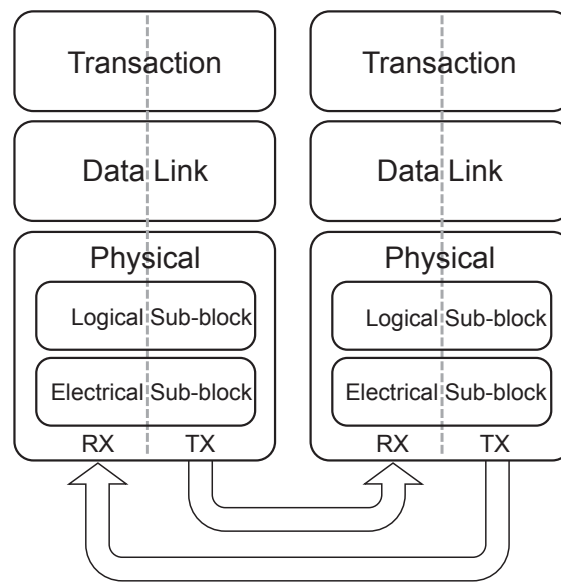 Transaction
Transaction
Data Link
Data Link
Physical
Physical
Logical Sub-block
Logical Sub-block
Electrical Sub-block
Electrical Sub-block
RX TX
RX TX